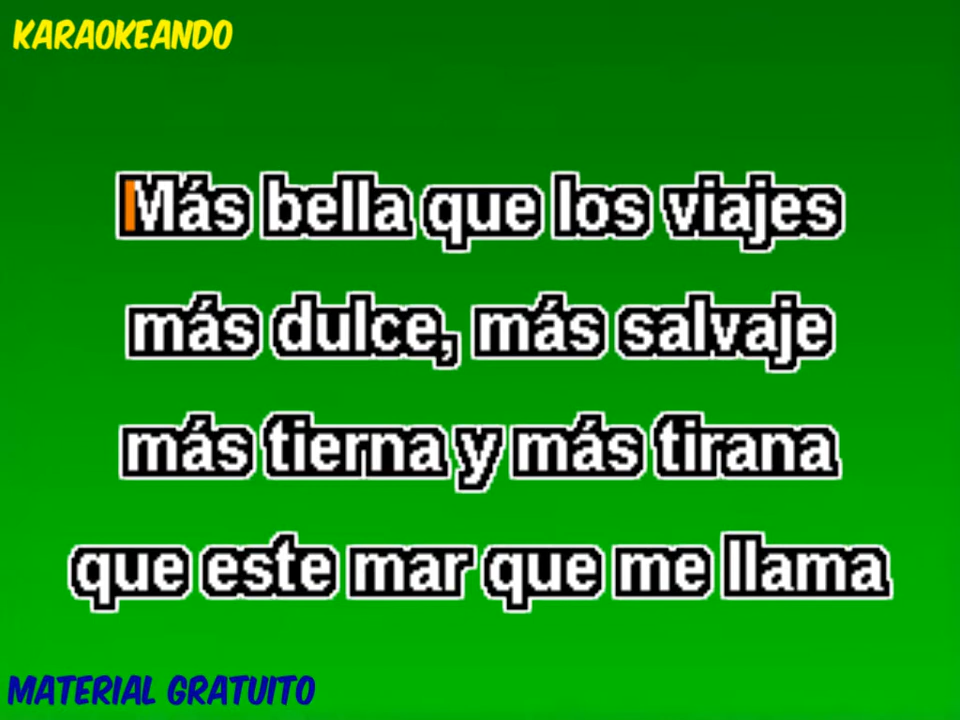 KARAOKEANDO
Más bella que los viajes
más dulce, más salvaje
más tierna y más tirana
que este mar que me llama
MATERIAL GRATUITO